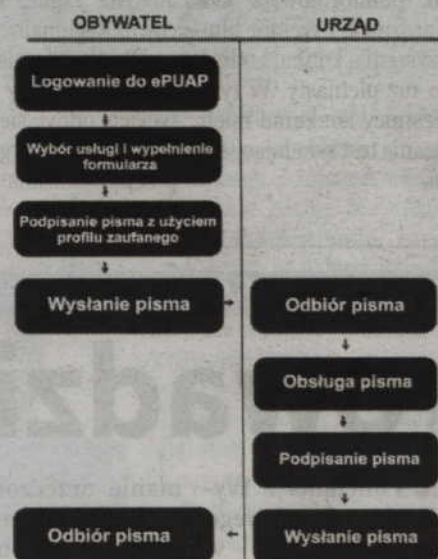 OBYWATEL
URZĄD
Logowanie do ePUAP
Wybór usługi i wypełnienie
formularza
Podpisanie pisma z użyciem
profilu zaufanego
Wysłanie pisma
Odbiór pisma
Obsługa pisma
Podpisanie pisma
Wysłanie pisma
Odbiór pisma